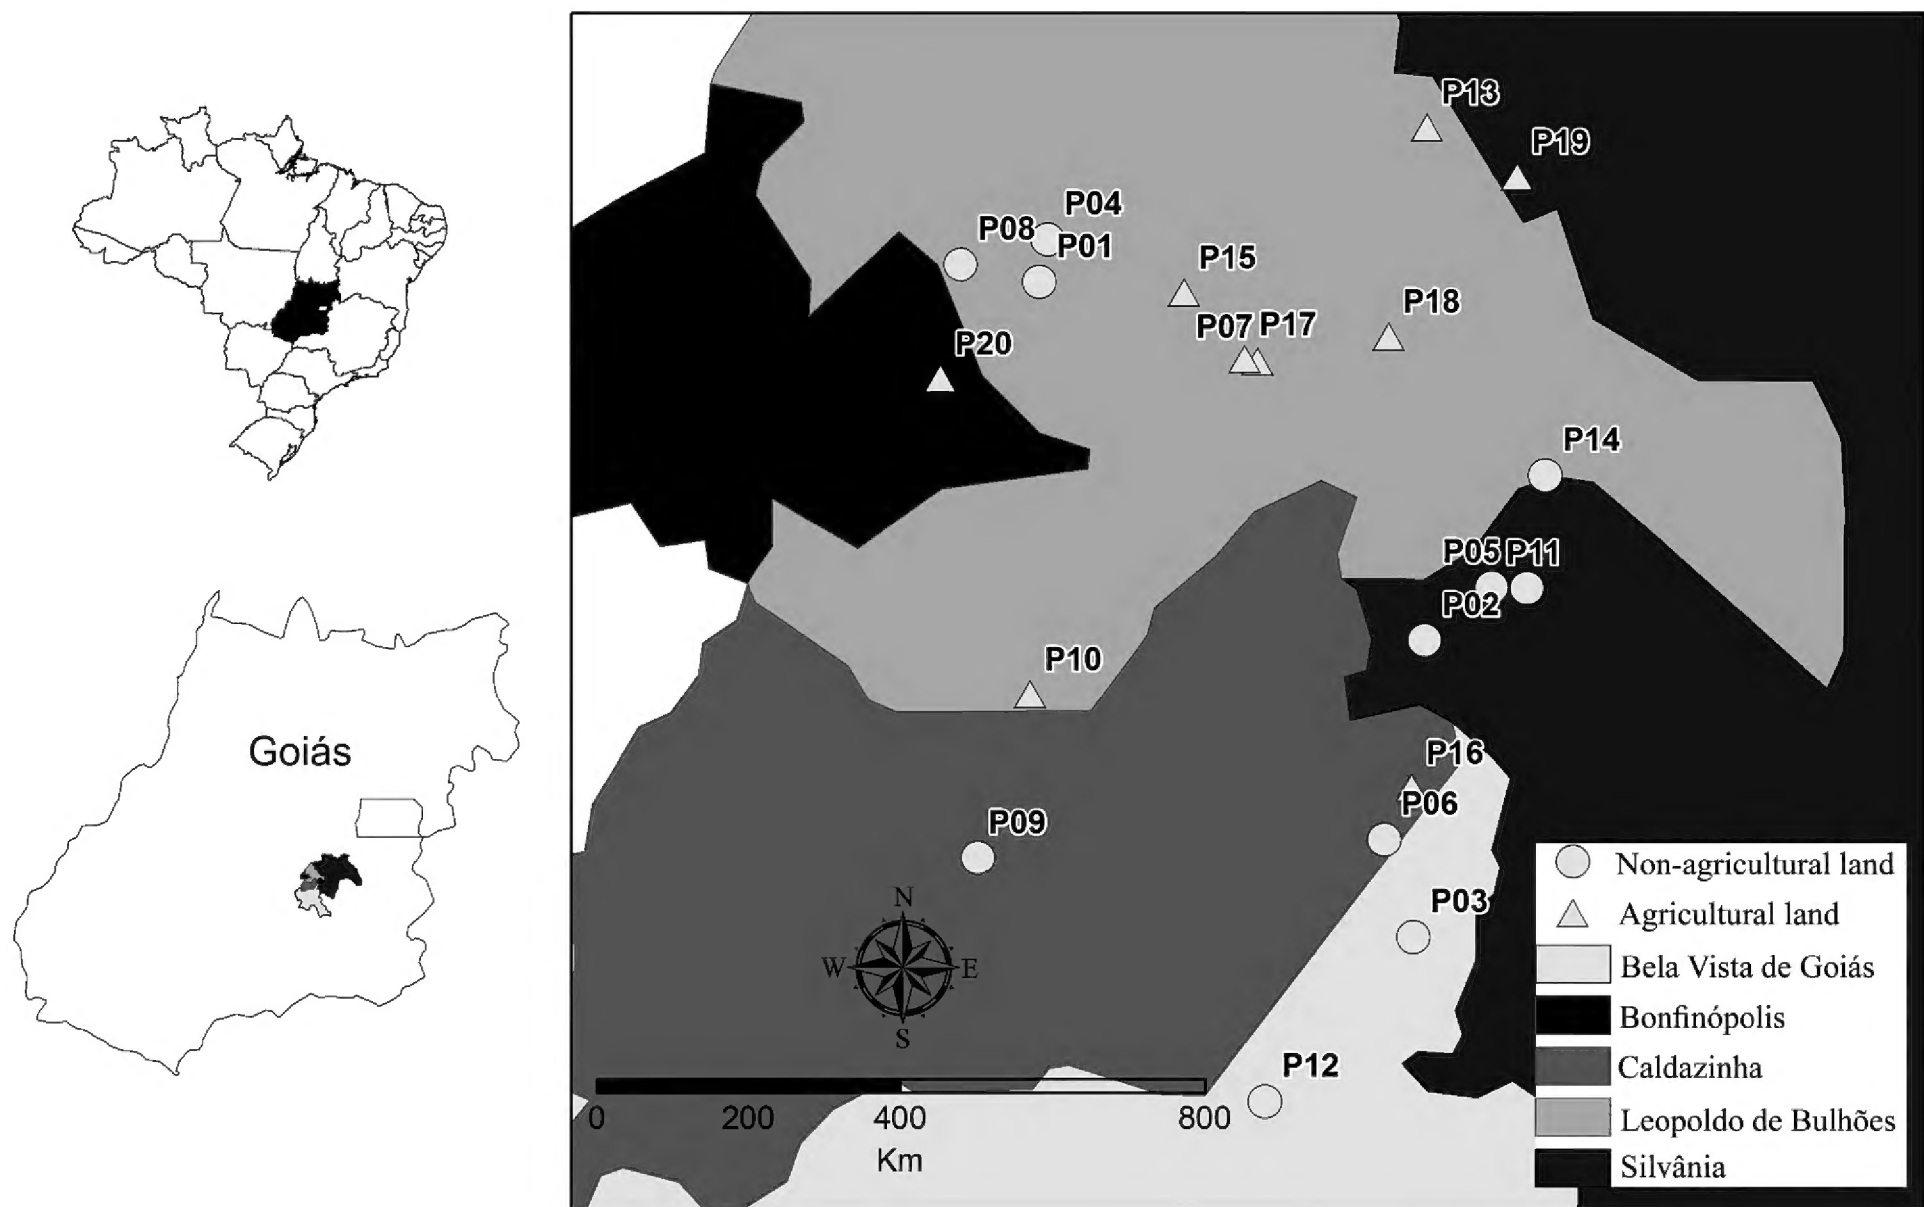 Goiás
P13
P19
P04
P08
P01
P15
P18
P07
P17
P20
P14
P05
P11
P02
P10
P16
P06
P09
P03
P12
N
W
E
S
0
200
400
800
Km
Non-agricultural land
Agricultural land
Bela Vista de Goiás
Bonfinópolis
Caldazinha
Leopoldo de Bulhões
Silvânia